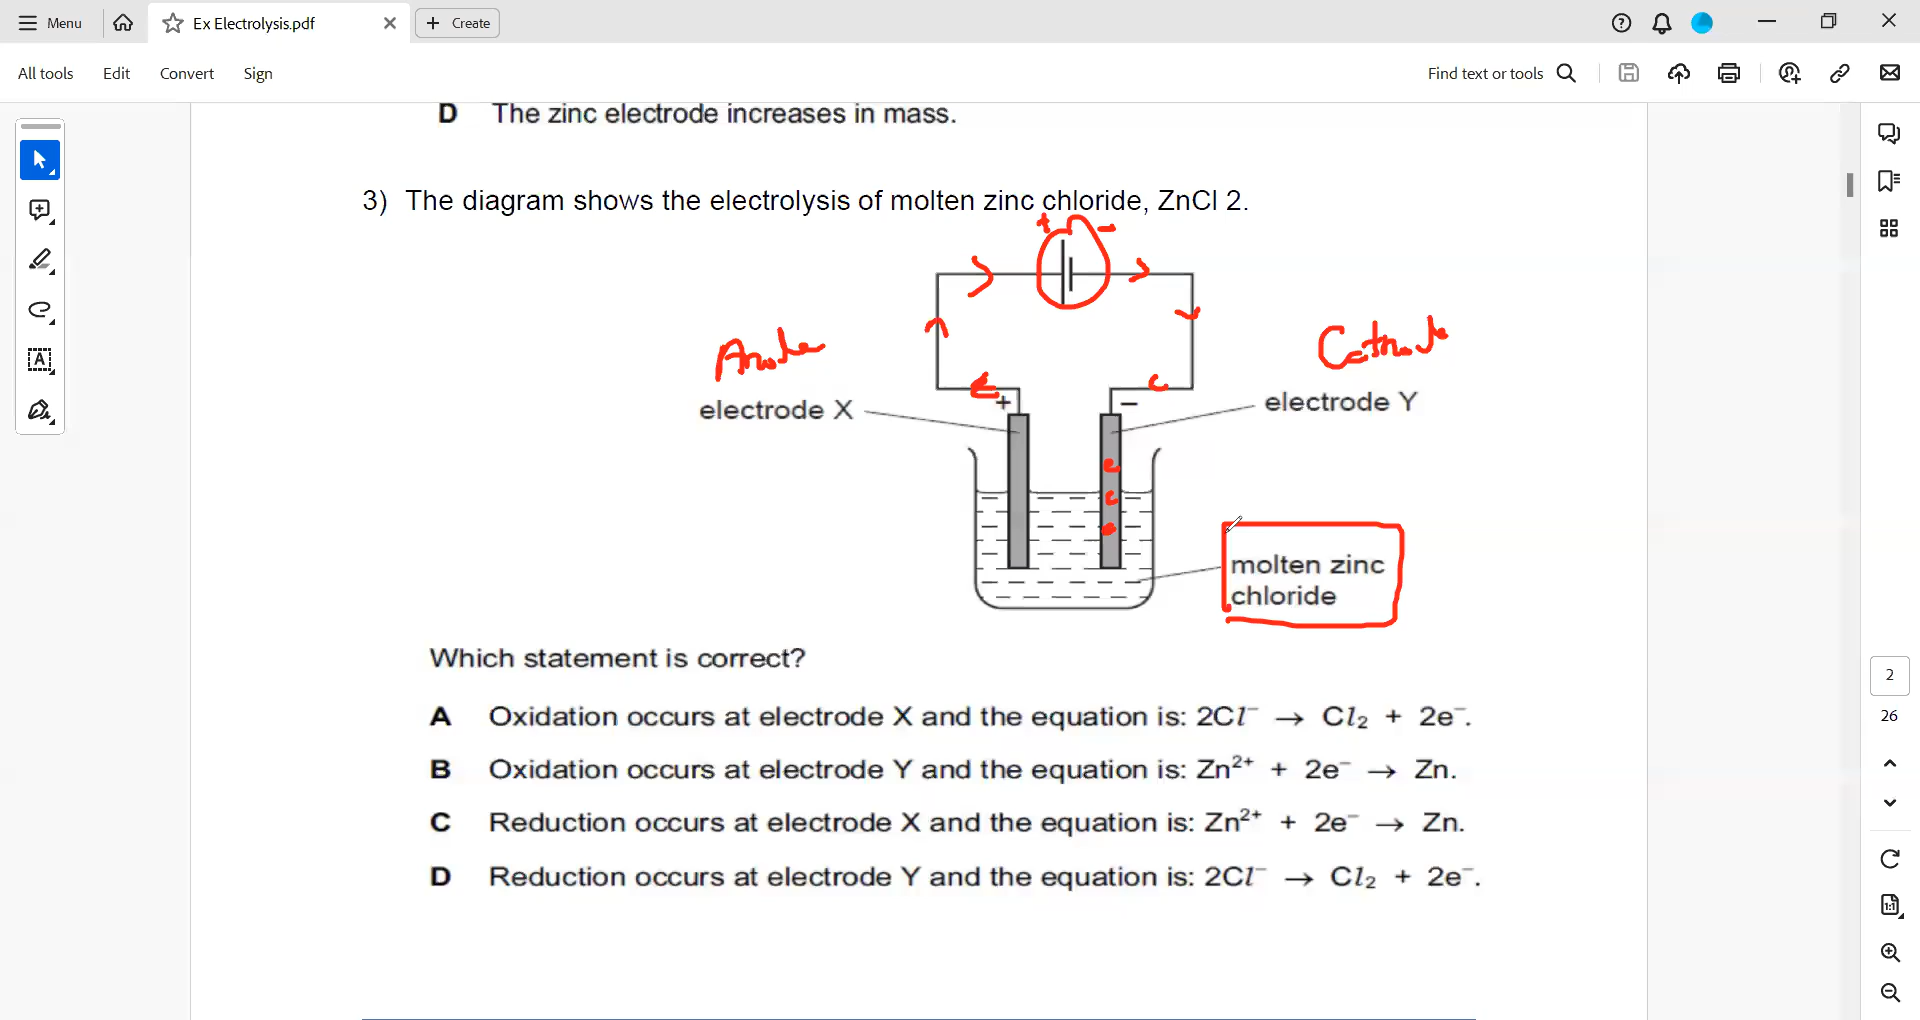 Menu
Ex Electrolysis.pdf
Create
All tools
Edit
Convert
Sign
Find text or tools
D The zinc electrode increases in mass.
3) The diagram shows the electrolysis of molten zinc chloride, ZnCl 2.
+ −
Anode
Cathode
electrode X
+
−
electrode Y
e
e
e
e
molten zinc
chloride
Which statement is correct?
A Oxidation occurs at electrode X and the equation is: 2Cl⁻ → Cl₂ + 2e⁻.
B Oxidation occurs at electrode Y and the equation is: Zn²⁺ + 2e⁻ → Zn.
C Reduction occurs at electrode X and the equation is: Zn²⁺ + 2e⁻ → Zn.
D Reduction occurs at electrode Y and the equation is: 2Cl⁻ → Cl₂ + 2e⁻.
2
26
1:1